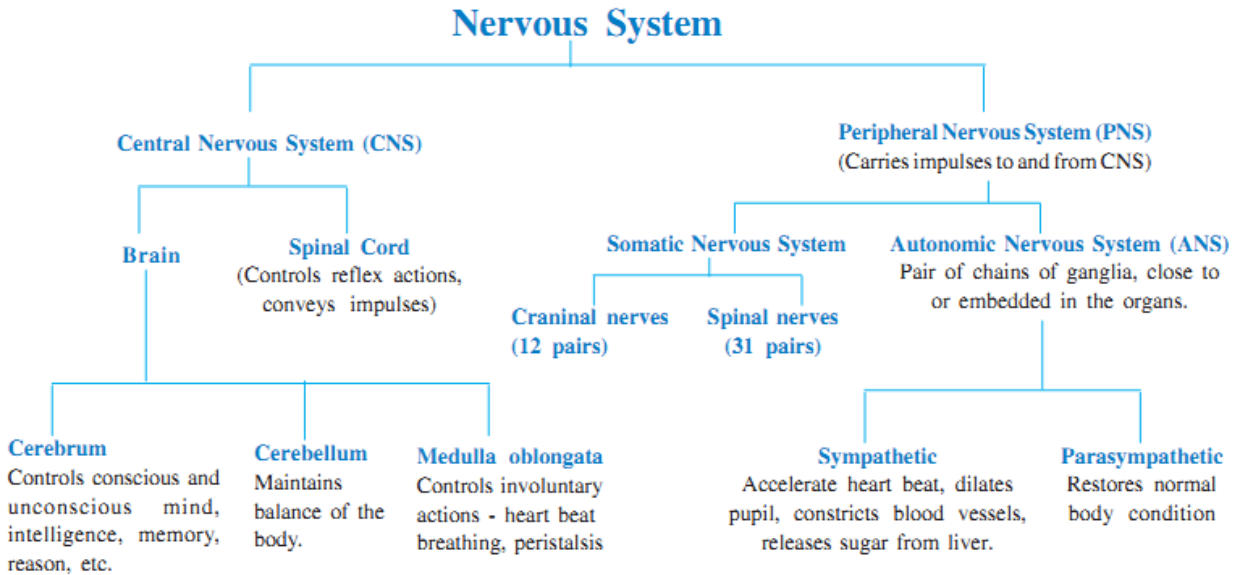 Nervous System
Central Nervous System (CNS)
Peripheral Nervous System (PNS)
(Carries impulses to and from CNS)
Brain
Spinal Cord
(Controls reflex actions,
conveys impulses)
Somatic Nervous System
Autonomic Nervous System (ANS)
Pair of chains of ganglia, close to
or embedded in the organs.
Craninal nerves
(12 pairs)
Spinal nerves
(31 pairs)
Cerebrum
Controls conscious and
unconscious mind,
intelligence, memory,
reason, etc.
Cerebellum
Maintains
balance of the
body.
Medulla oblongata
Controls involuntary
actions - heart beat
breathing, peristalsis
Sympathetic
Accelerate heart beat, dilates
pupil, constricts blood vessels,
releases sugar from liver.
Parasympathetic
Restores normal
body condition